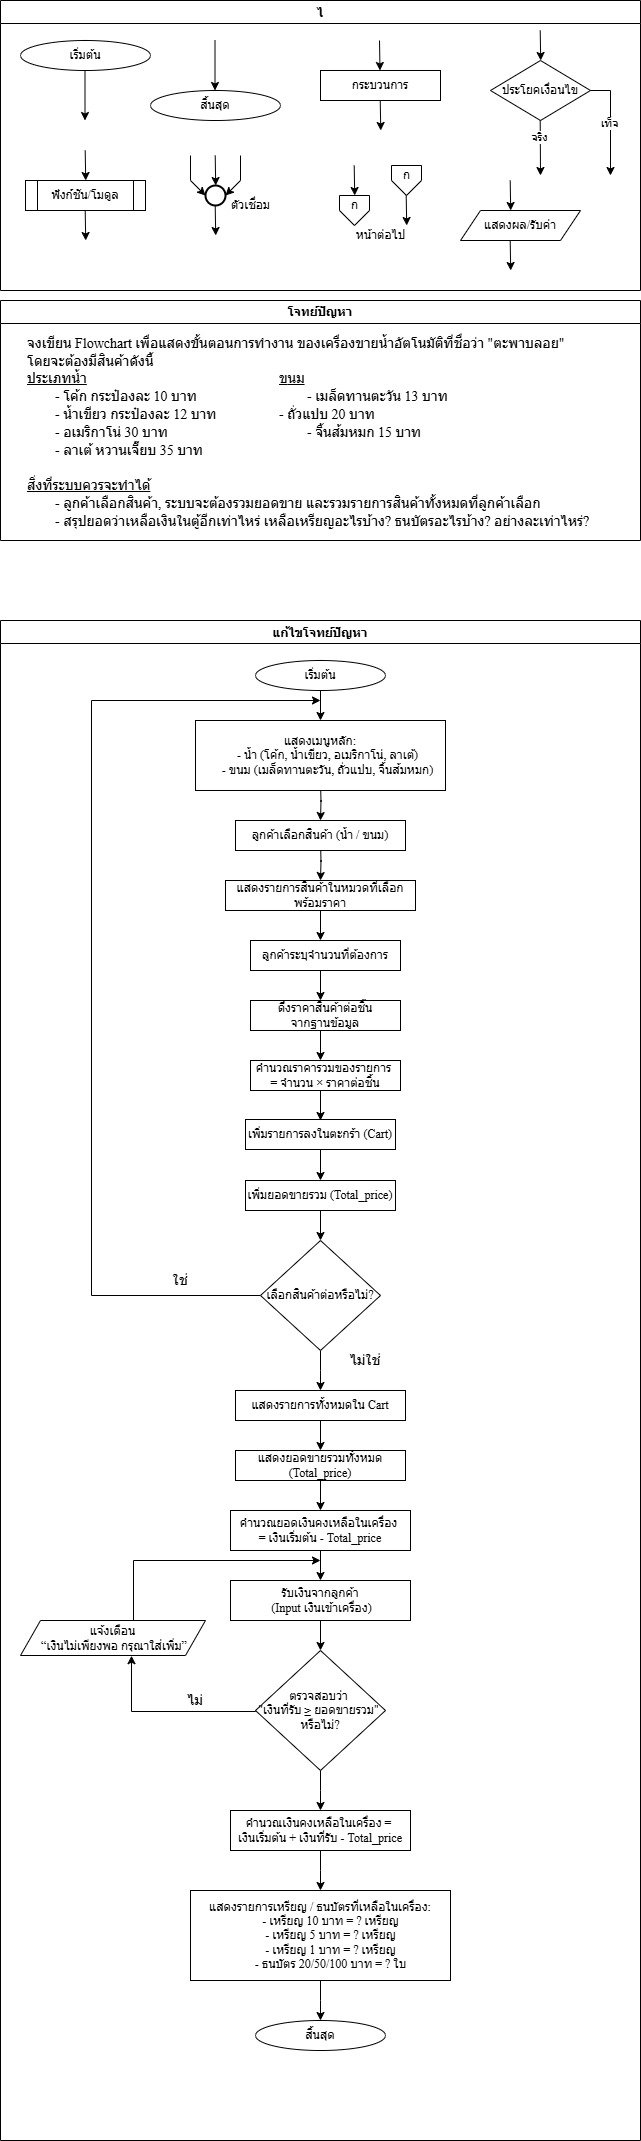 ไ
เริ่มต้น
สิ้นสุด
กระบวนการ
ประโยคเงื่อนไข
จริง
เท็จ
ฟังก์ชัน/โมดูล
ตัวเชื่อม
ก
ก
หน้าต่อไป
แสดงผล/รับค่า
โจทย์ปัญหา
จงเขียน Flowchart เพื่อแสดงขั้นตอนการทำงาน ของเครื่องขายน้ำอัตโนมัติที่ชื่อว่า "ตะพาบลอย"
โดยจะต้องมีสินค้าดังนี้
ประเภทน้ำ
- โค้ก กระป๋องละ 10 บาท
- น้ำเขียว กระป๋องละ 12 บาท
- อเมริกาโน่ 30 บาท
- ลาเต้ หวานเจี๊ยบ 35 บาท
ขนม
- เมล็ดทานตะวัน 13 บาท
- ถั่วแปบ 20 บาท
- จิ้นส้มหมก 15 บาท
สิ่งที่ระบบควรจะทำได้
- ลูกค้าเลือกสินค้า, ระบบจะต้องรวมยอดขาย และรวมรายการสินค้าทั้งหมดที่ลูกค้าเลือก
- สรุปยอดว่าเหลือเงินในตู้อีกเท่าไหร่ เหลือเหรียญอะไรบ้าง? ธนบัตรอะไรบ้าง? อย่างละเท่าไหร่?
แก้ไขโจทย์ปัญหา
เริ่มต้น
แสดงเมนูหลัก:
- น้ำ (โค้ก, น้ำเขียว, อเมริกาโน่, ลาเต้)
- ขนม (เมล็ดทานตะวัน, ถั่วแปบ, จิ้นส้มหมก)
ลูกค้าเลือกสินค้า (น้ำ / ขนม)
แสดงรายการสินค้าในหมวดที่เลือก
พร้อมราคา
ลูกค้าระบุจำนวนที่ต้องการ
ดึงราคาสินค้าต่อชิ้น
จากฐานข้อมูล
คำนวณราคารวมของรายการ
= จำนวน × ราคาต่อชิ้น
เพิ่มรายการลงในตะกร้า (Cart)
เพิ่มยอดขายรวม (Total_price)
เลือกสินค้าต่อหรือไม่?
ใช่
ไม่ใช่
แสดงรายการทั้งหมดใน Cart
แสดงยอดขายรวมทั้งหมด
(Total_price)
คำนวณยอดเงินคงเหลือในเครื่อง
= เงินเริ่มต้น - Total_price
รับเงินจากลูกค้า
(Input เงินเข้าเครื่อง)
แจ้งเตือน
“เงินไม่เพียงพอ กรุณาใส่เพิ่ม”
ไม่
ตรวจสอบว่า
"เงินที่รับ ≥ ยอดขายรวม"
หรือไม่?
คำนวณเงินคงเหลือในเครื่อง =
เงินเริ่มต้น + เงินที่รับ - Total_price
แสดงรายการเหรียญ / ธนบัตรที่เหลือในเครื่อง:
- เหรียญ 10 บาท = ? เหรียญ
- เหรียญ 5 บาท = ? เหรียญ
- เหรียญ 1 บาท = ? เหรียญ
- ธนบัตร 20/50/100 บาท = ? ใบ
สิ้นสุด